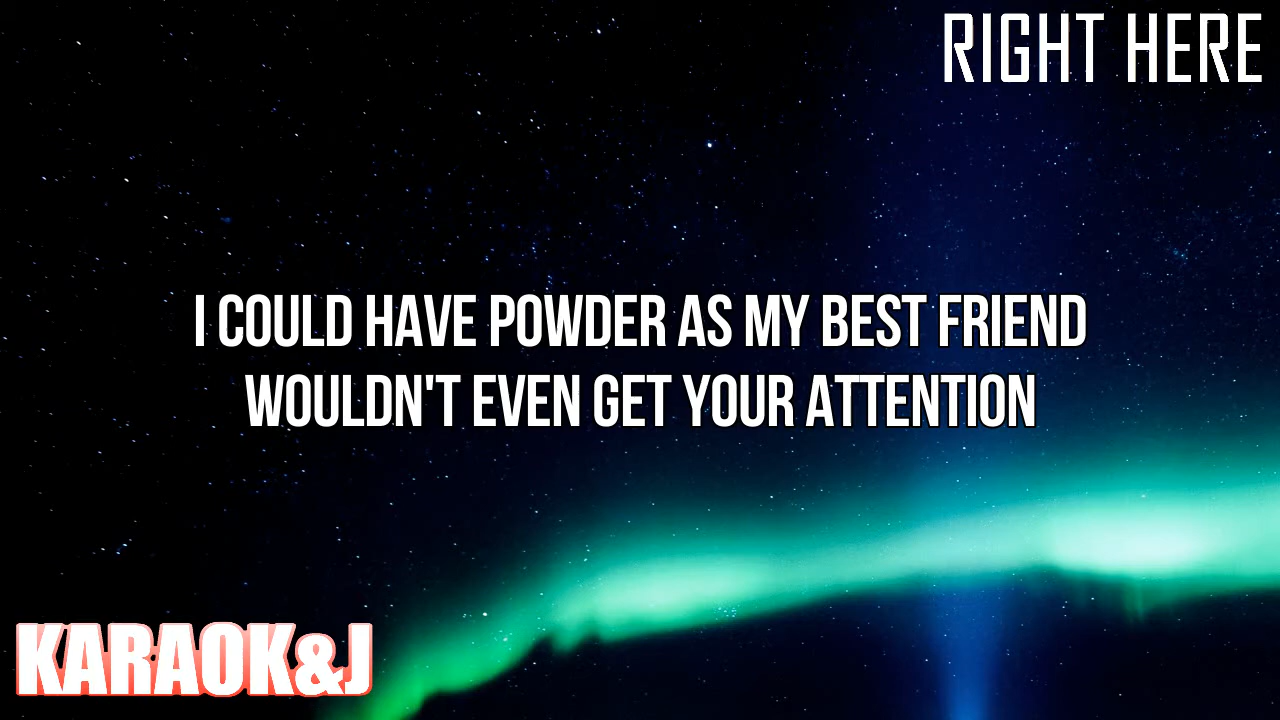 RIGHT HERE
I COULD HAVE POWDER AS MY BEST FRIEND
WOULDN'T EVEN GET YOUR ATTENTION
KARAOK&J